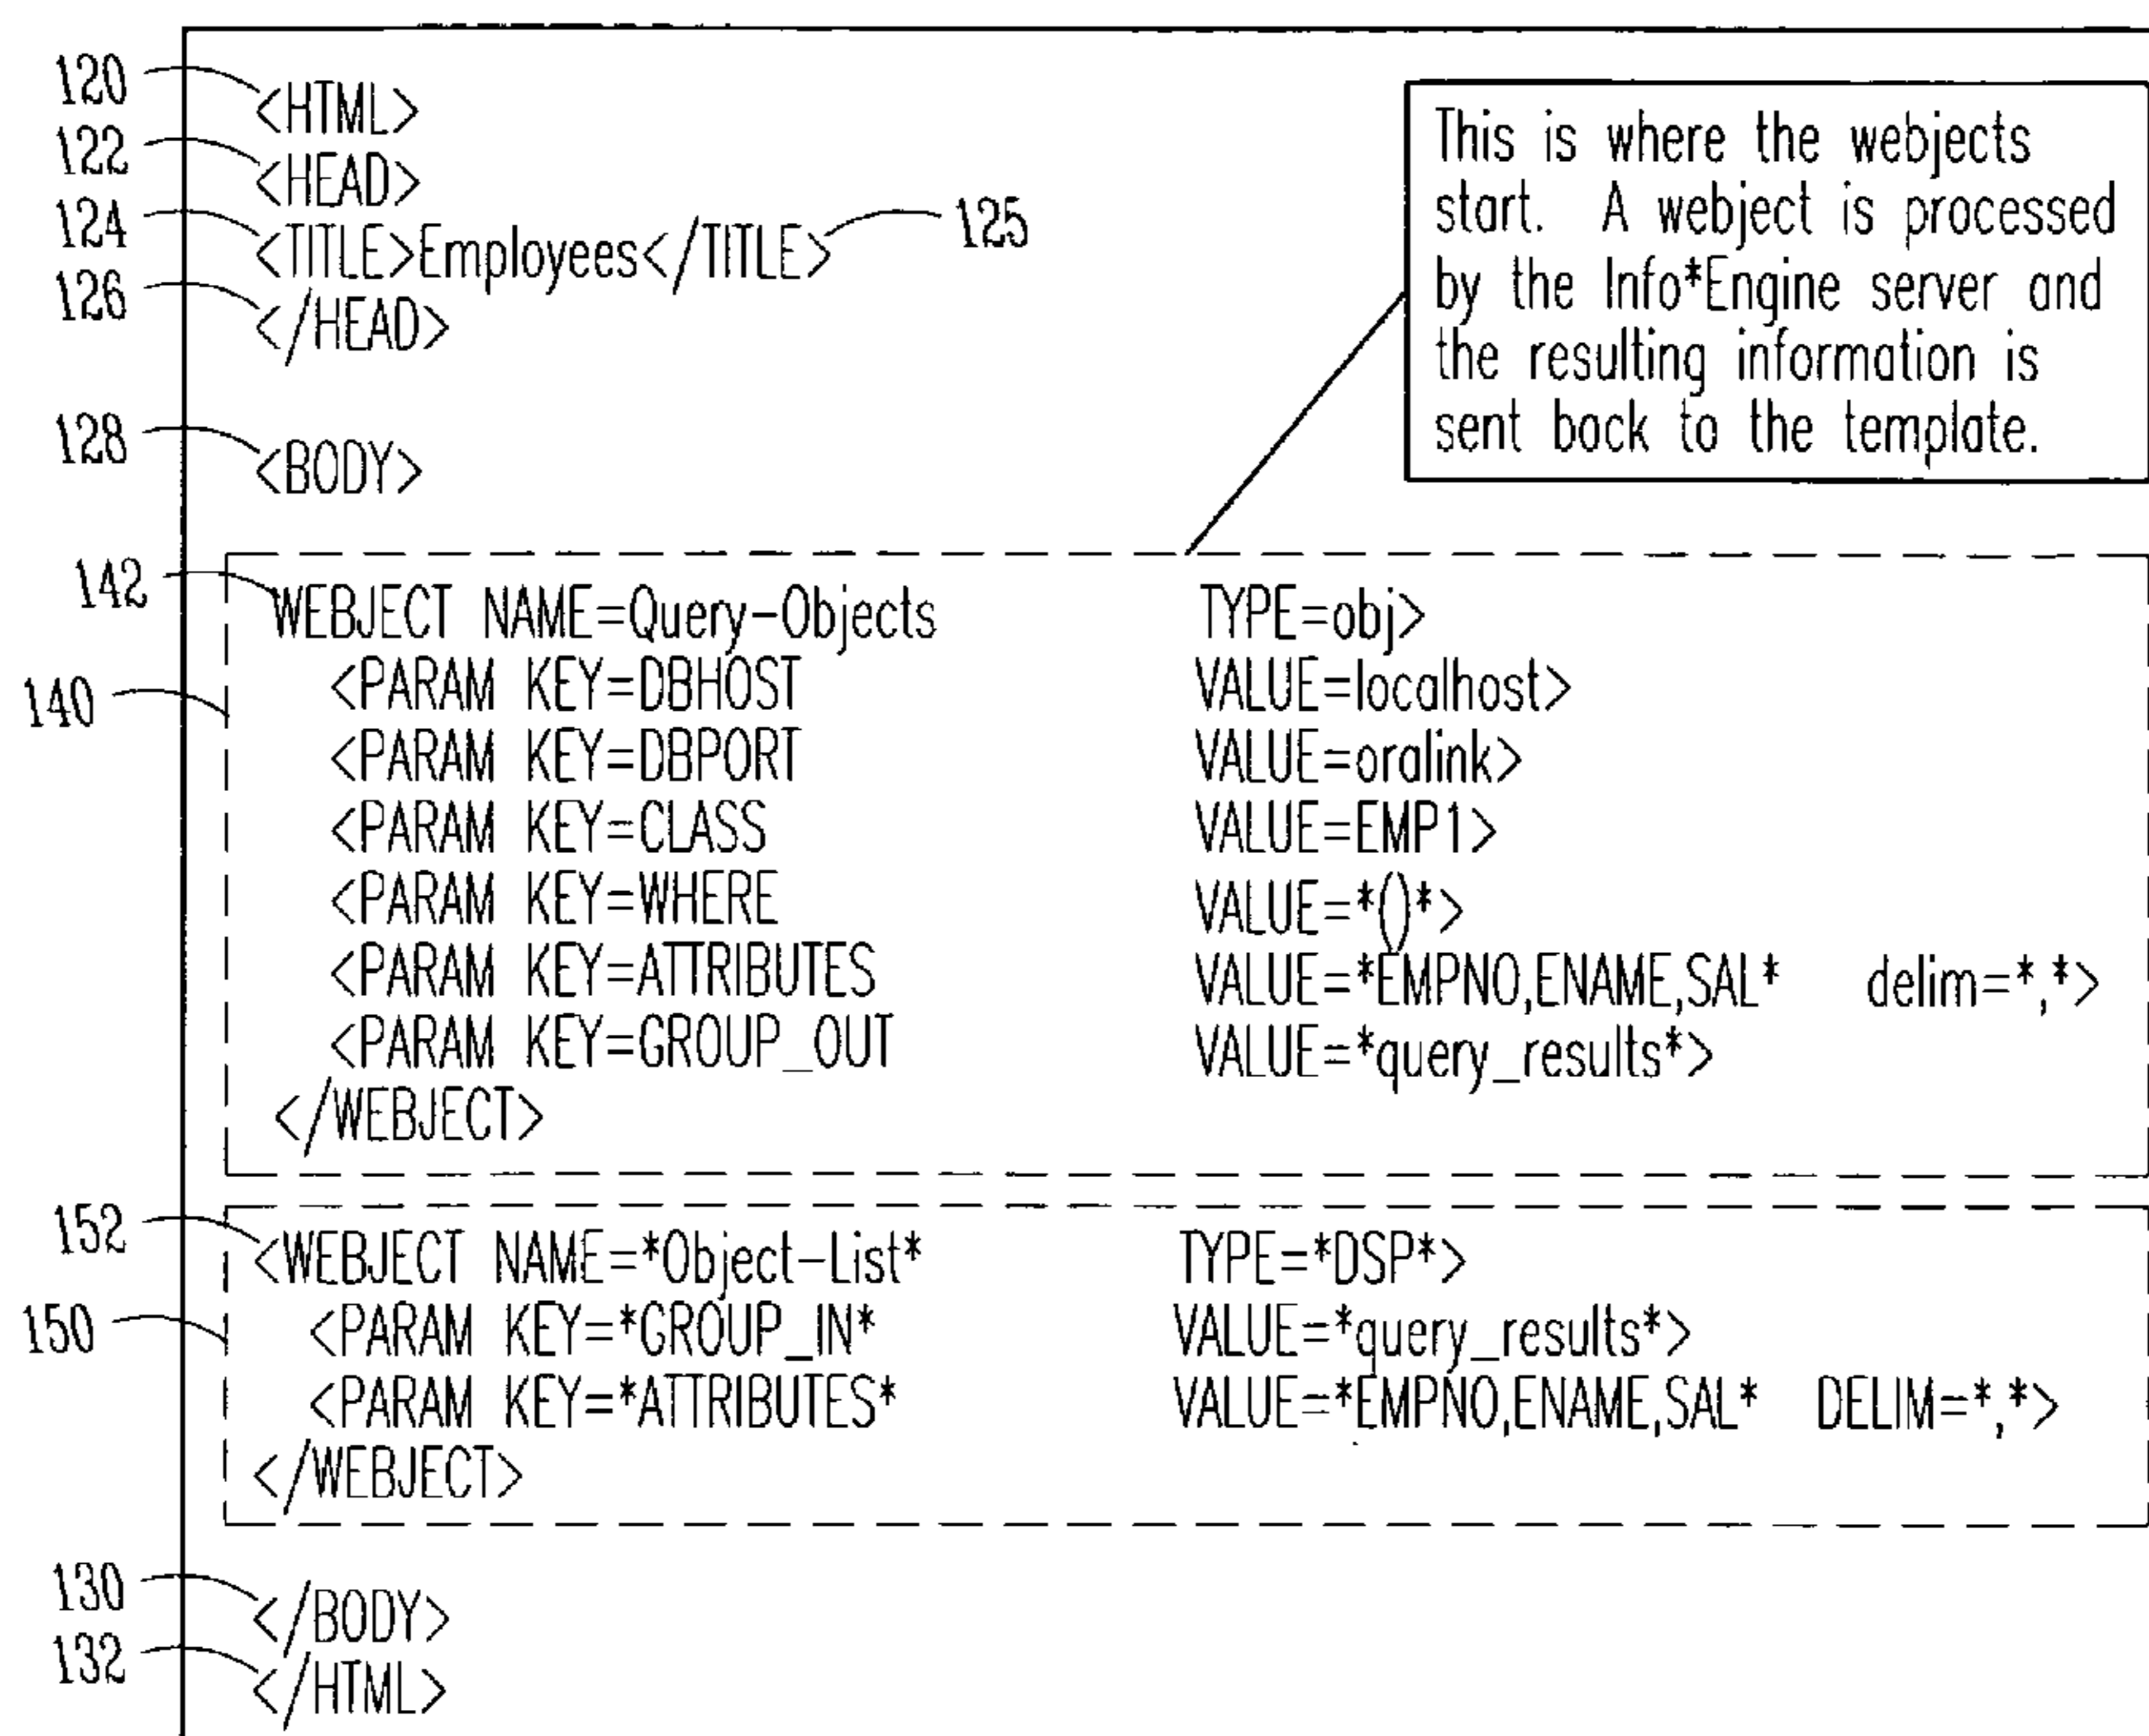 120 <HTML>
122 <HEAD>
124 <TITLE>Employees</TITLE> 125
126 </HEAD>
128 <BODY>
This is where the webjects
start. A webject is processed
by the Info*Engine server and
the resulting information is
sent back to the template.
142 WEBJECT NAME=Query-Objects TYPE=obj>
140 <PARAM KEY=DBHOST VALUE=localhost>
<PARAM KEY=DBPORT VALUE=oralink>
<PARAM KEY=CLASS VALUE=EMP1>
<PARAM KEY=WHERE VALUE=*()*>
<PARAM KEY=ATTRIBUTES VALUE=*EMPNO,ENAME,SAL* delim=*,*>
<PARAM KEY=GROUP_OUT VALUE=*query_results*>
</WEBJECT>
152 <WEBJECT NAME=*Object-List* TYPE=*DSP*>
150 <PARAM KEY=*GROUP_IN* VALUE=*query_results*>
<PARAM KEY=*ATTRIBUTES* VALUE=*EMPNO,ENAME,SAL* DELIM=*,*>
</WEBJECT>
130 </BODY>
132 </HTML>